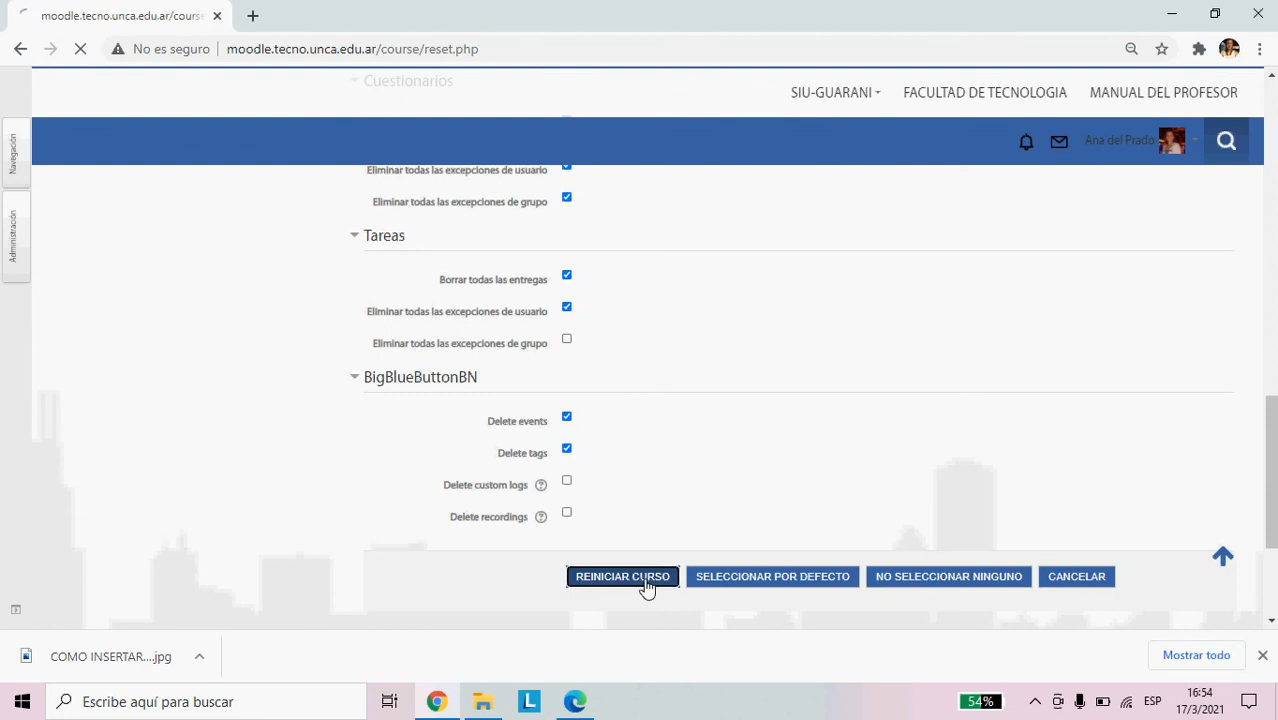 moodle.tecno.unca.edu.ar/course
No es seguro
moodle.tecno.unca.edu.ar/course/reset.php
Cuestionarios
SIU-GUARANI
FACULTAD DE TECNOLOGIA
MANUAL DEL PROFESOR
Ana del Prado
Navegación
Administración
Eliminar todas las excepciones de usuario
Eliminar todas las excepciones de grupo
Tareas
Borrar todas las entregas
Eliminar todas las excepciones de usuario
Eliminar todas las excepciones de grupo
BigBlueButtonBN
Delete events
Delete tags
Delete custom logs
Delete recordings
REINICIAR CURSO
SELECCIONAR POR DEFECTO
NO SELECCIONAR NINGUNO
CANCELAR
COMO INSERTAR....jpg
Mostrar todo
Escribe aquí para buscar
L
54%
ESP
16:54
17/3/2021